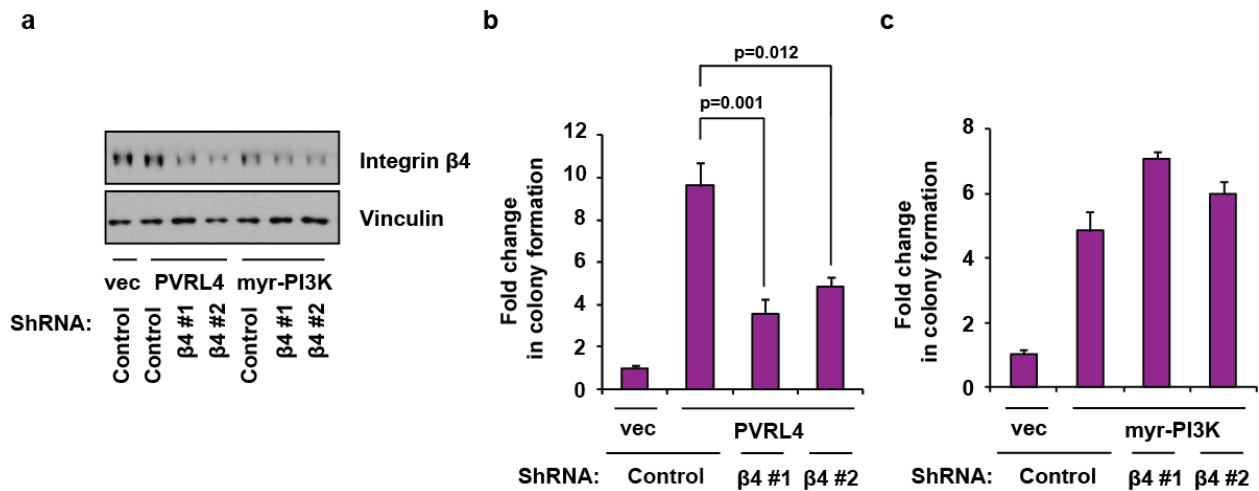 a
Integrin β4
Vinculin
vec PVRL4 myr-PI3K
ShRNA: Control Control β4 #1 β4 #2 Control β4 #1 β4 #2
b
p=0.012
p=0.001
Fold change
in colony formation
12
10
8
6
4
2
0
vec PVRL4
ShRNA: Control β4 #1 β4 #2
c
Fold change
in colony formation
8
6
4
2
0
vec myr-PI3K
ShRNA: Control β4 #1 β4 #2